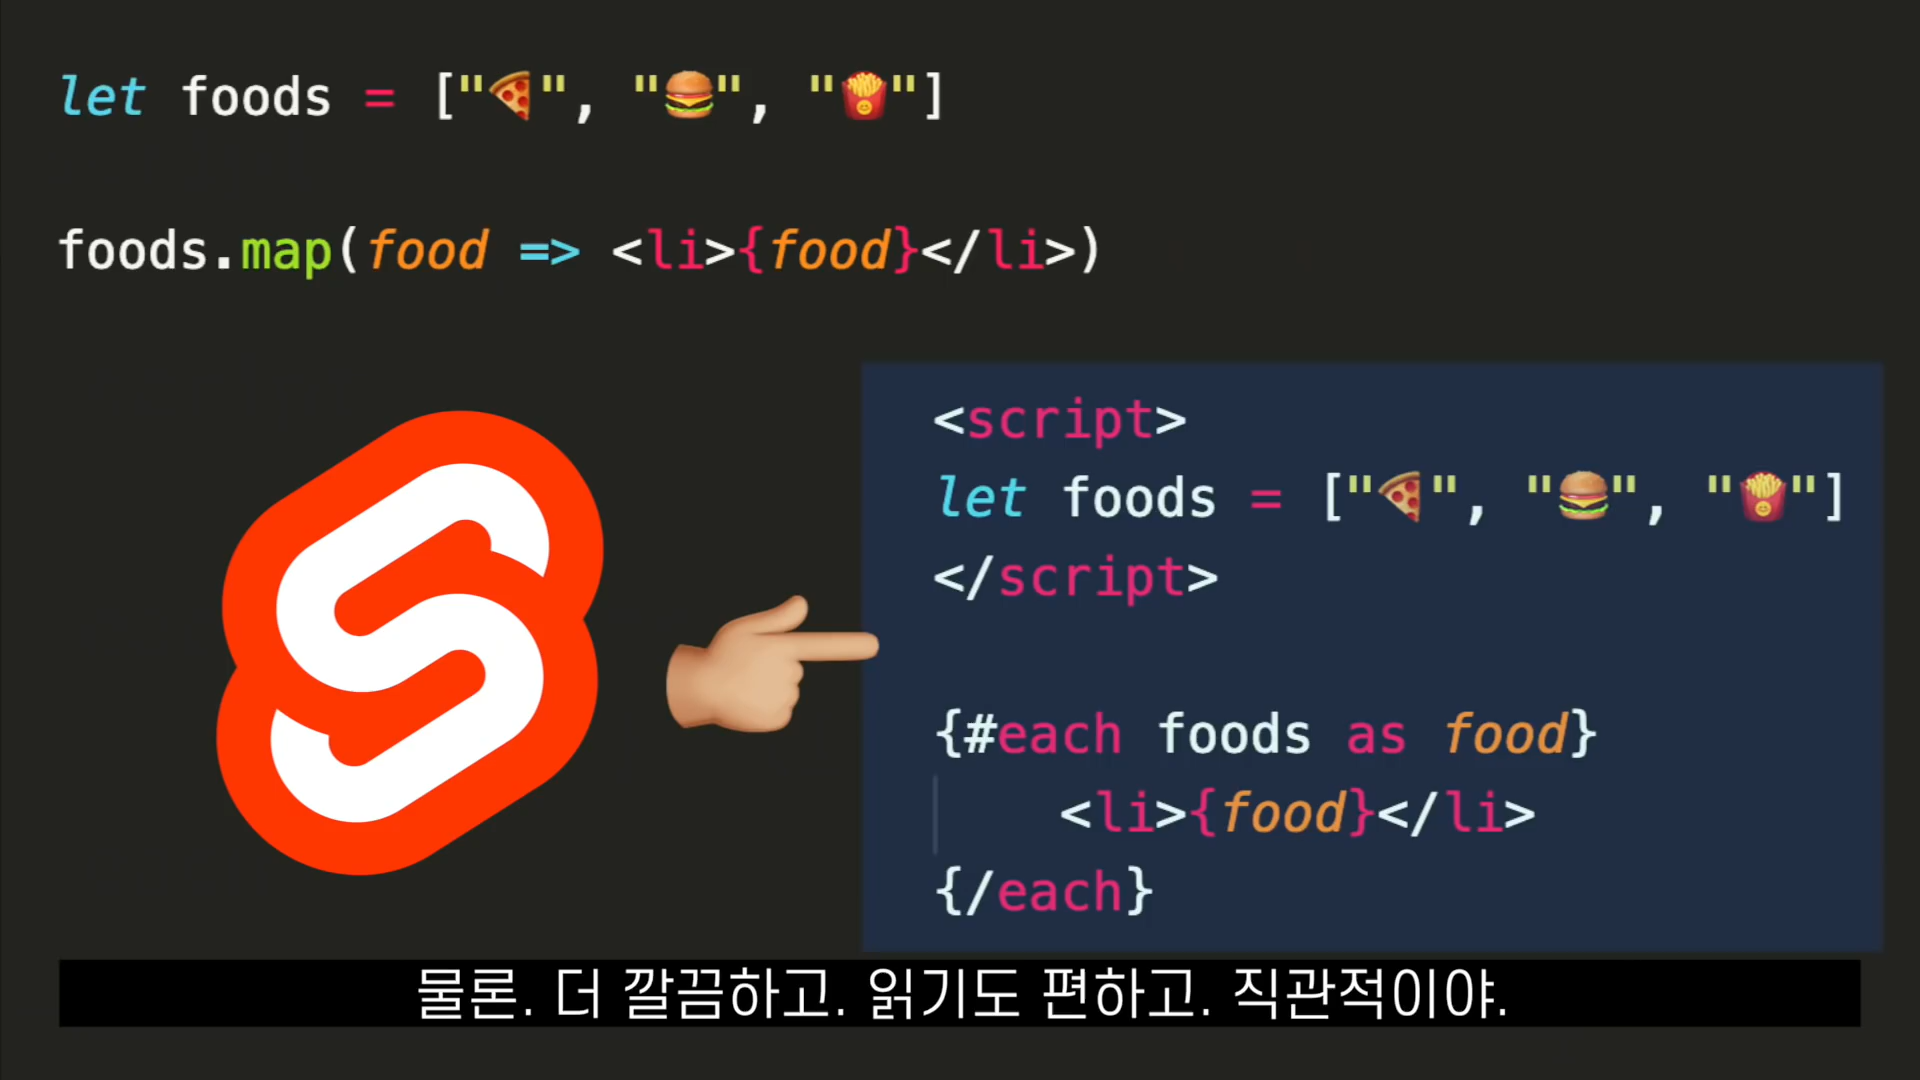 let foods = ["🍕", "🍔", "🍟"]
foods.map(food => <li>{food}</li>)
<script>
let foods = ["🍕", "🍔", "🍟"]
</script>
{#each foods as food}
<li>{food}</li>
{/each}
물론. 더 깔끔하고. 읽기도 편하고. 직관적이야.